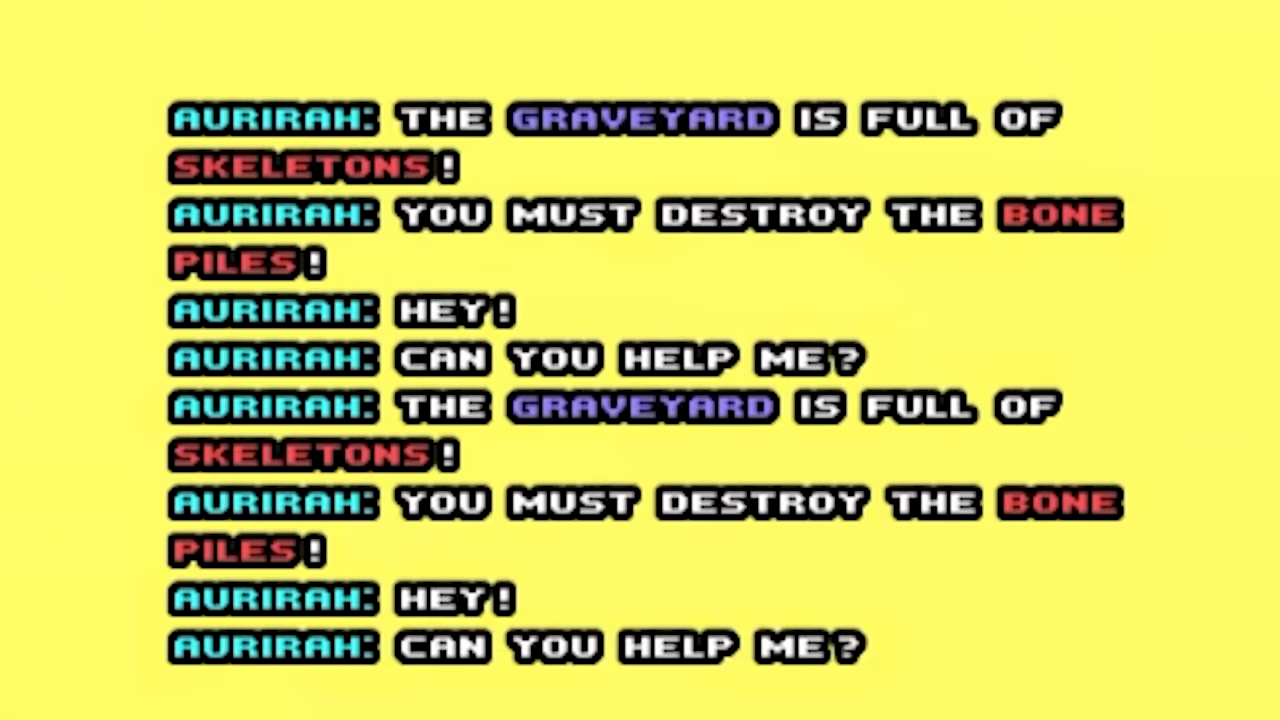 AURIRAH: THE GRAVEYARD IS FULL OF
SKELETONS!
AURIRAH: YOU MUST DESTROY THE BONE
PILES!
AURIRAH: HEY!
AURIRAH: CAN YOU HELP ME?
AURIRAH: THE GRAVEYARD IS FULL OF
SKELETONS!
AURIRAH: YOU MUST DESTROY THE BONE
PILES!
AURIRAH: HEY!
AURIRAH: CAN YOU HELP ME?